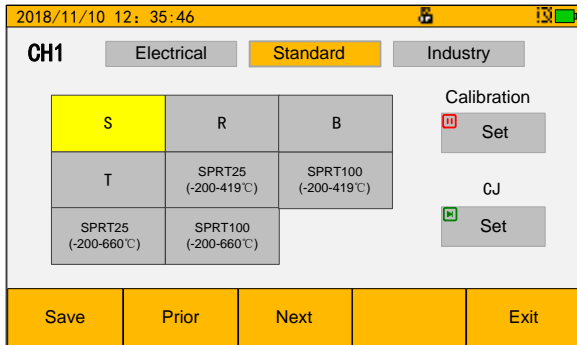 2018/11/10 12:35:46
CH1 Electrical Standard Industry
Calibration
S R B
Set
T SPRT25 SPRT100
(-200-419℃) (-200-419℃)
CJ
SPRT25 SPRT100
(-200-660℃) (-200-660℃)
Set
Save Prior Next Exit